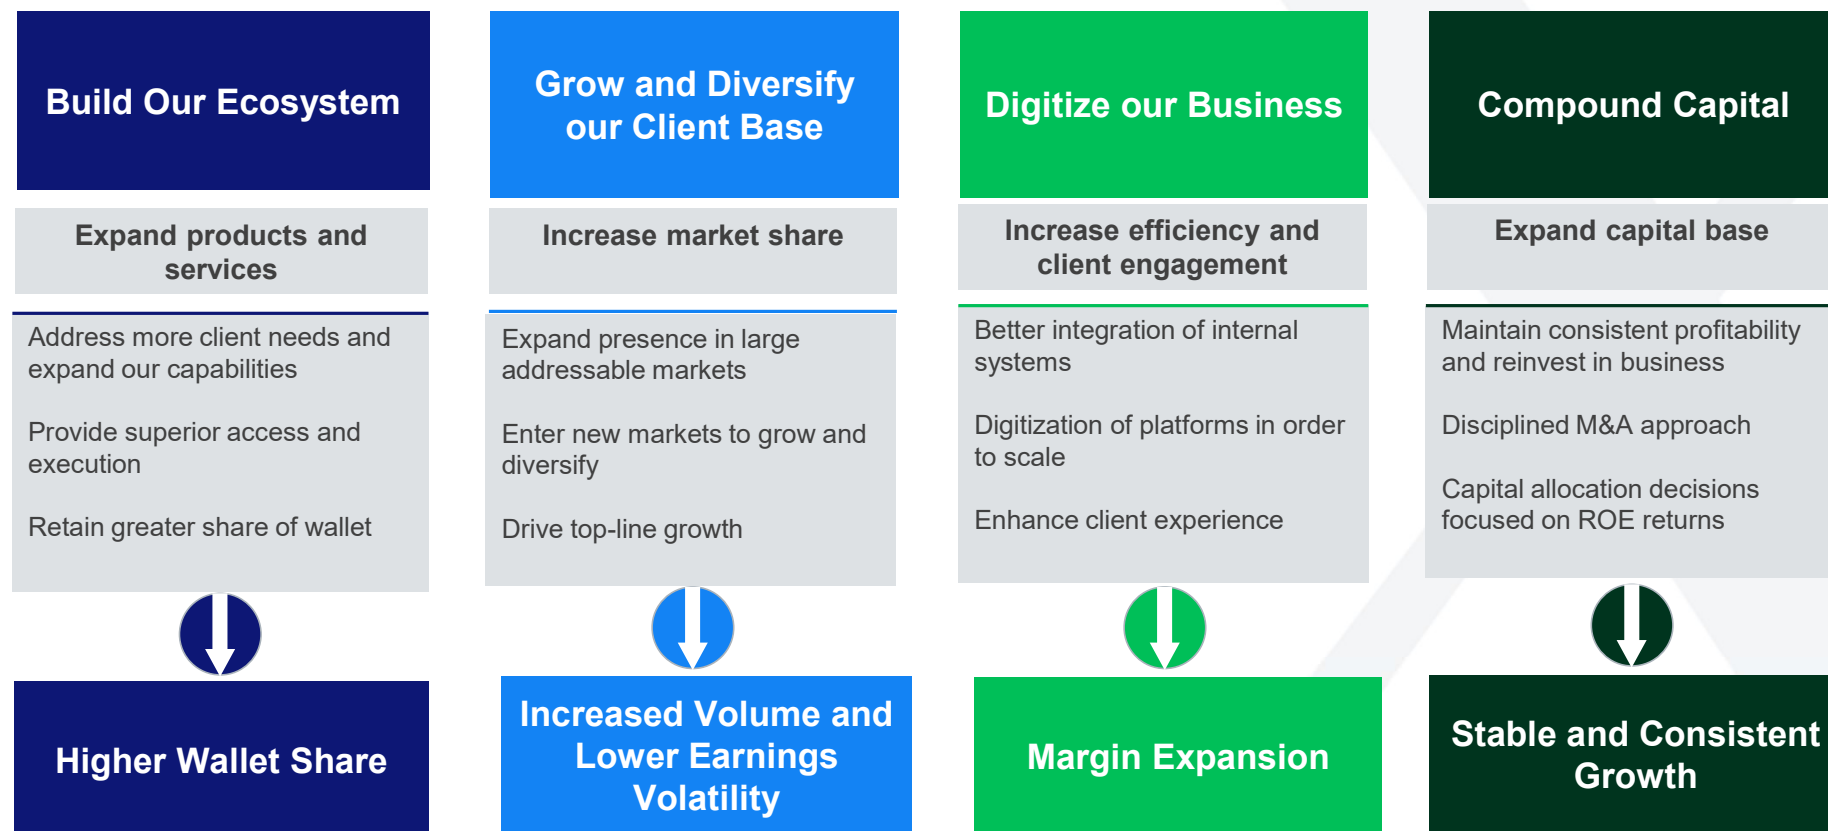 Build Our Ecosystem
Expand products and
services
Address more client needs and
expand our capabilities
Provide superior access and
execution
Retain greater share of wallet
Higher Wallet Share
Grow and Diversify
our Client Base
Increase market share
Expand presence in large
addressable markets
Enter new markets to grow and
diversify
Drive top-line growth
Increased Volume and
Lower Earnings
Volatility
Digitize our Business
Increase efficiency and
client engagement
Better integration of internal
systems
Digitization of platforms in order
to scale
Enhance client experience
Margin Expansion
Compound Capital
Expand capital base
Maintain consistent profitability
and reinvest in business
Disciplined M&A approach
Capital allocation decisions
focused on ROE returns
Stable and Consistent
Growth